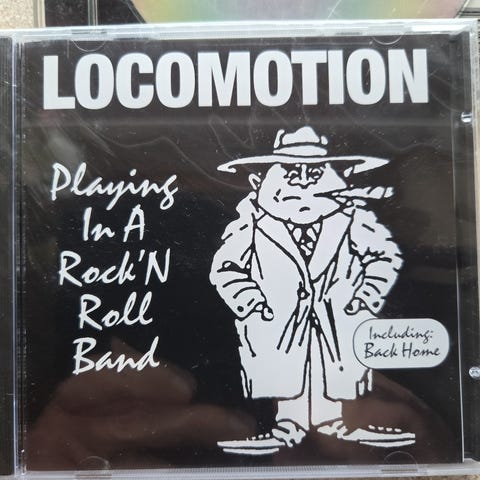 LOCOMOTION
Playing
In A
Rock'N
Roll
Band
Including:
Back Home